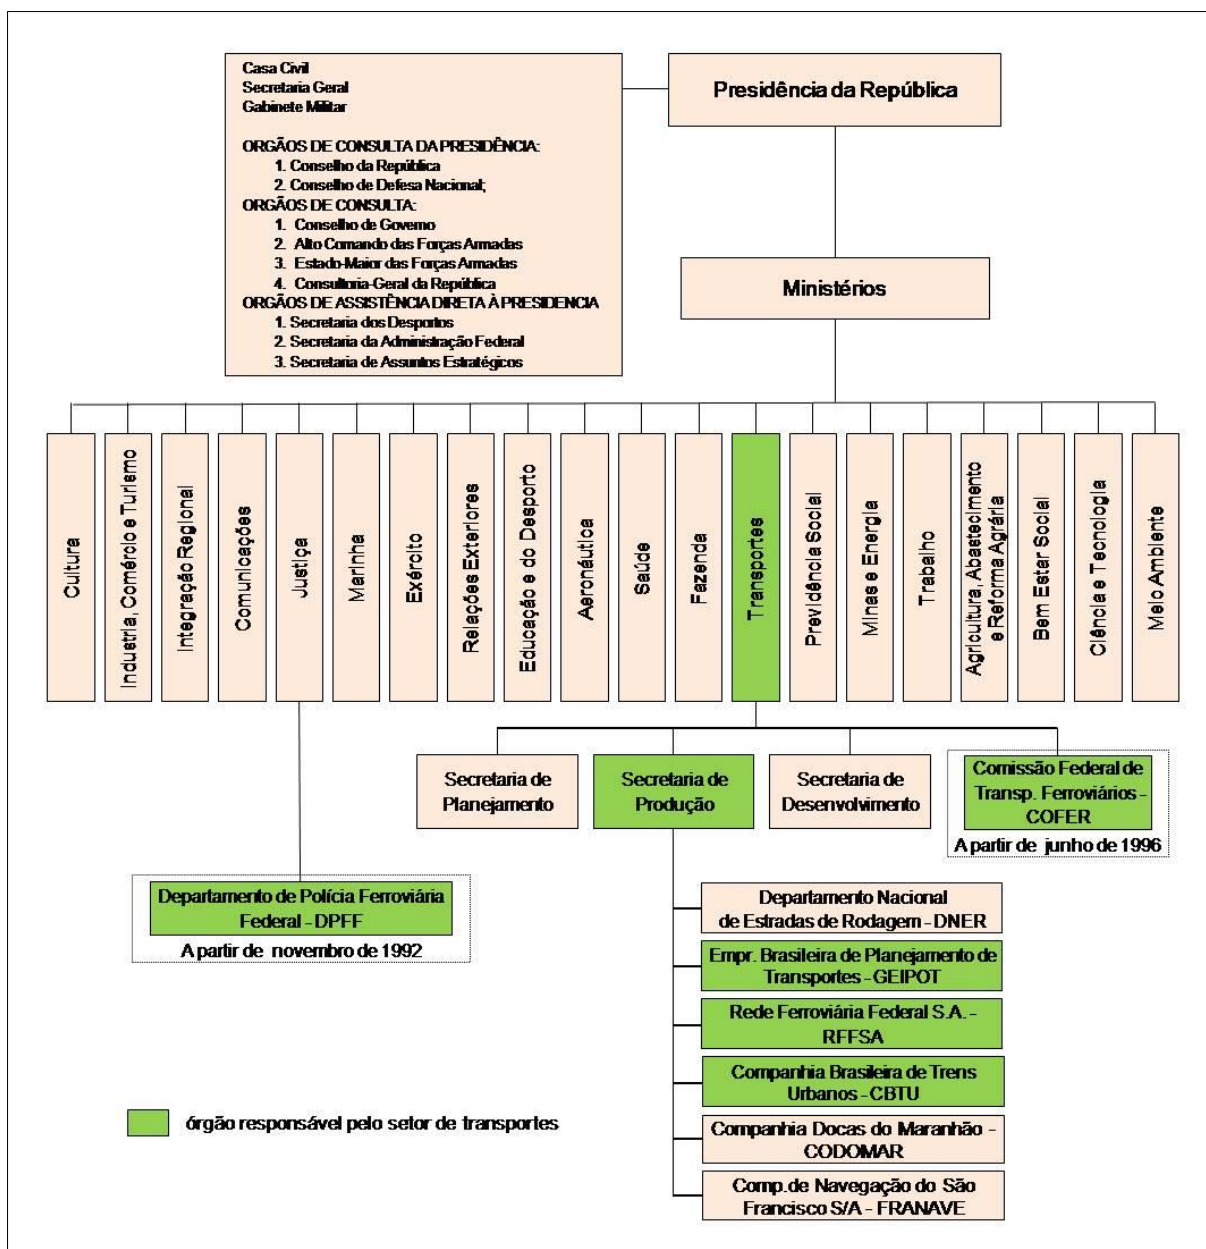 Casa Civil
Secretaria Geral
Gabinete Militar
ORGÃOS DE CONSULTA DA PRESIDÊNCIA:
1. Conselho da República
2. Conselho de Defesa Nacional;
ORGÃOS DE CONSULTA:
1. Conselho de Governo
2. Alto Comando das Forças Armadas
3. Estado-Maior das Forças Armadas
4. Consultoria-Geral da República
ORGÃOS DE ASSISTÊNCIA DIRETA À PRESIDENCIA
1. Secretaria dos Desportos
2. Secretaria da Administração Federal
3. Secretaria de Assuntos Estratégicos
Presidência da República
Ministérios
Cultura
Industria, Comércio e Turismo
Integração Regional
Comunicações
Justiça
Marinha
Exército
Relações Exteriores
Educação e do Desporto
Aeronáutica
Saúde
Fazenda
Transportes
Previdência Social
Minas e Energia
Trabalho
Agricultura, Abastecimento
e Reforma Agrária
Bem Estar Social
Ciência e Tecnologia
Meio Ambiente
Secretaria de
Planejamento
Secretaria de
Produção
Secretaria de
Desenvolvimento
Comissão Federal de
Transp. Ferroviários -
COFER
A partir de junho de 1996
Departamento de Polícia Ferroviária
Federal - DPFF
A partir de novembro de 1992
Departamento Nacional
de Estradas de Rodagem - DNER
Empr. Brasileira de Planejamento de
Transportes - GEIPOT
Rede Ferroviária Federal S.A. -
RFFSA
Companhia Brasileira de Trens
Urbanos - CBTU
Companhia Docas do Maranhão -
CODOMAR
Comp. de Navegação do São
Francisco S/A - FRANAVE
órgão responsável pelo setor de transportes